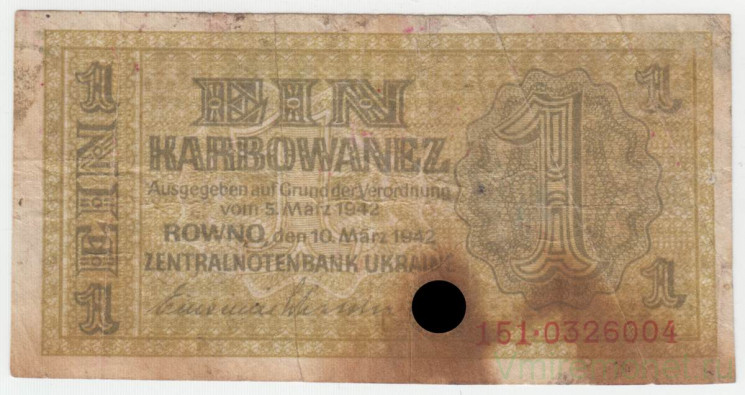 1
EIN
1
EIN
KARBOWANEZ
Ausgegeben auf Grund der Verordnung
vom 5. März 1942
ROWNO, den 10. März 1942
ZENTRALNOTENBANK UKRAINE
1
1
1
1
151·0326004